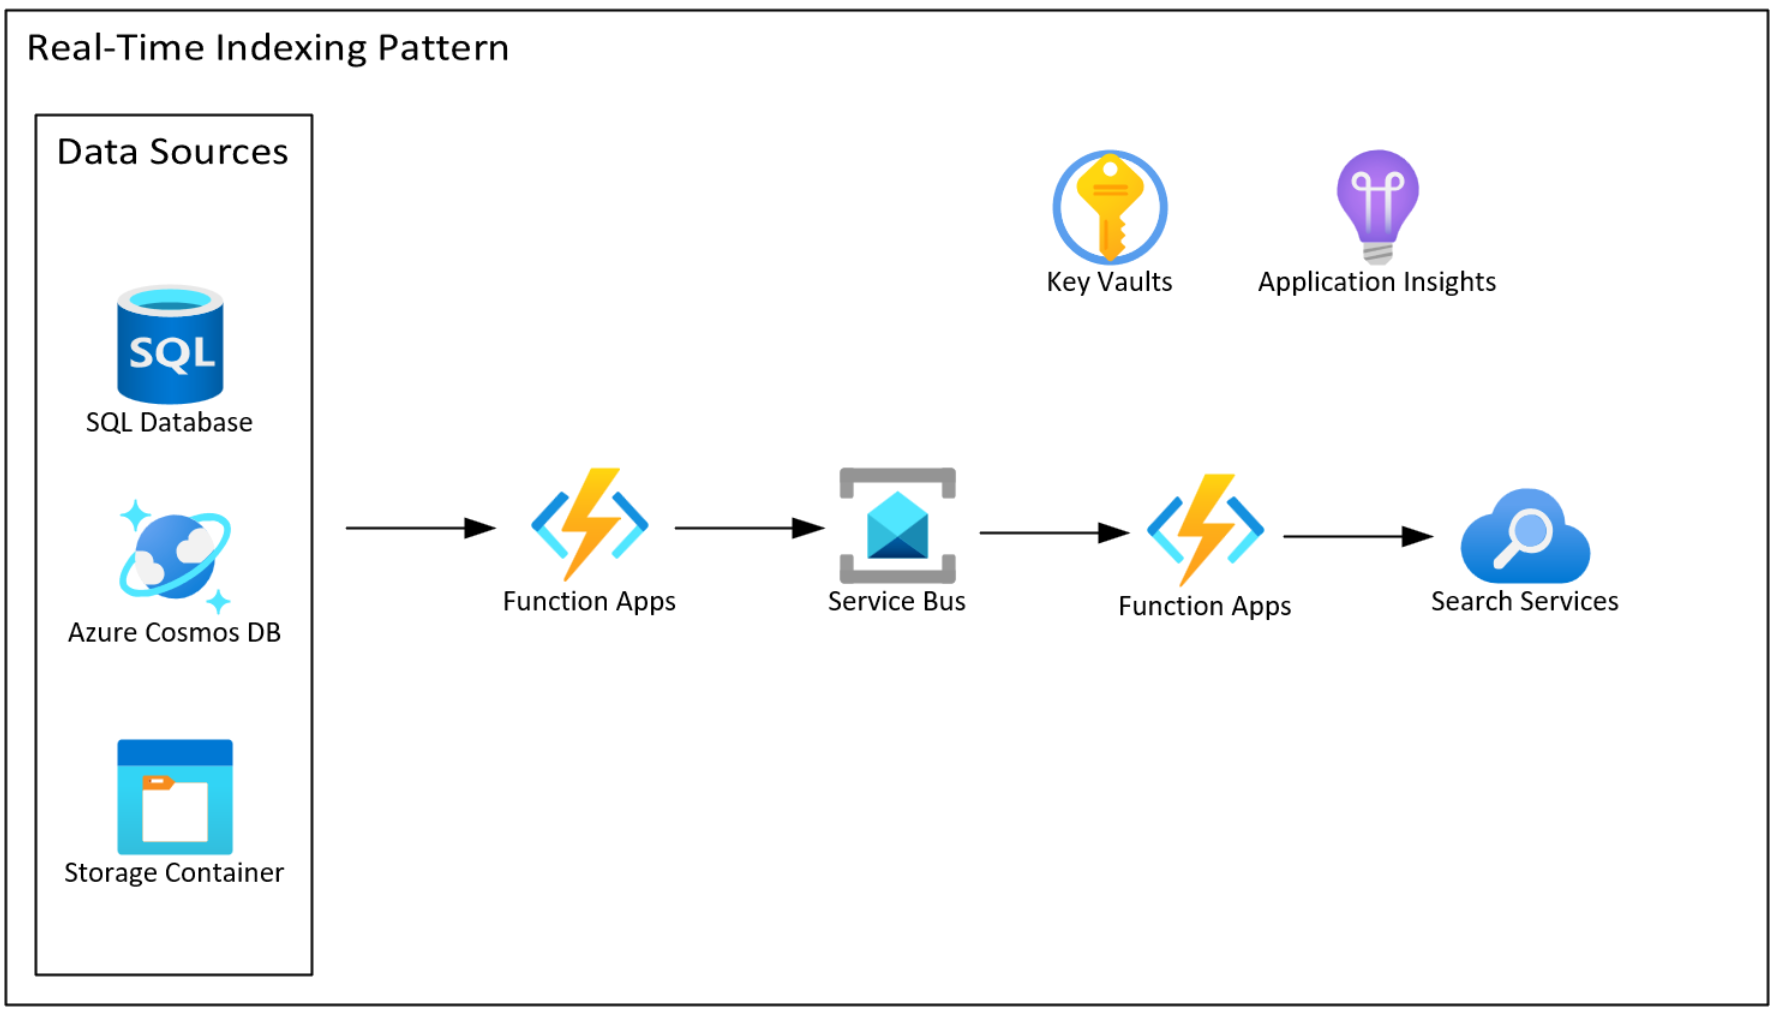 Real-Time Indexing Pattern
Data Sources
SQL
SQL Database
Azure Cosmos DB
Storage Container
Key Vaults
Application Insights
Function Apps
Service Bus
Function Apps
Search Services